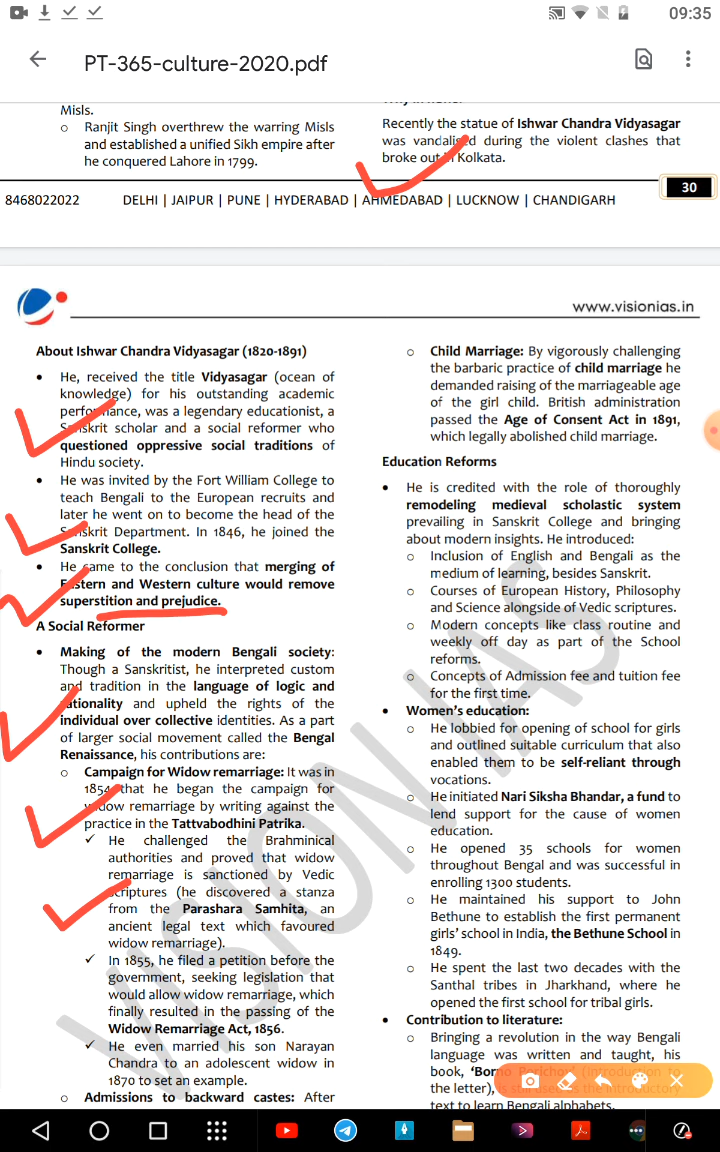 09:35
PT-365-culture-2020.pdf
Misls.
o Ranjit Singh overthrew the warring Misls
and established a unified Sikh empire after
he conquered Lahore in 1799.
Recently the statue of Ishwar Chandra Vidyasagar
was vandalised during the violent clashes that
broke out in Kolkata.
8468022022 DELHI | JAIPUR | PUNE | HYDERABAD | AHMEDABAD | LUCKNOW | CHANDIGARH
30
www.visionias.in
About Ishwar Chandra Vidyasagar (1820-1891)
• He, received the title Vidyasagar (ocean of
knowledge) for his outstanding academic
performance, was a legendary educationist, a
Sanskrit scholar and a social reformer who
questioned oppressive social traditions of
Hindu society.
• He was invited by the Fort William College to
teach Bengali to the European recruits and
later he went on to become the head of the
Sanskrit Department. In 1846, he joined the
Sanskrit College.
• He came to the conclusion that merging of
Eastern and Western culture would remove
superstition and prejudice.
A Social Reformer
• Making of the modern Bengali society:
Though a Sanskritist, he interpreted custom
and tradition in the language of logic and
rationality and upheld the rights of the
individual over collective identities. As a part
of larger social movement called the Bengal
Renaissance, his contributions are:
o Campaign for Widow remarriage: It was in
1854 that he began the campaign for
widow remarriage by writing against the
practice in the Tattvabodhini Patrika.
✓ He challenged the Brahminical
authorities and proved that widow
remarriage is sanctioned by Vedic
scriptures (he discovered a stanza
from the Parashara Samhita, an
ancient legal text which favoured
widow remarriage).
✓ In 1855, he filed a petition before the
government, seeking legislation that
would allow widow remarriage, which
finally resulted in the passing of the
Widow Remarriage Act, 1856.
✓ He even married his son Narayan
Chandra to an adolescent widow in
1870 to set an example.
o Admissions to backward castes: After
o Child Marriage: By vigorously challenging
the barbaric practice of child marriage he
demanded raising of the marriageable age
of the girl child. British administration
passed the Age of Consent Act in 1891,
which legally abolished child marriage.
Education Reforms
• He is credited with the role of thoroughly
remodeling medieval scholastic system
prevailing in Sanskrit College and bringing
about modern insights. He introduced:
o Inclusion of English and Bengali as the
medium of learning, besides Sanskrit.
o Courses of European History, Philosophy
and Science alongside of Vedic scriptures.
o Modern concepts like class routine and
weekly off day as part of the School
reforms.
o Concepts of Admission fee and tuition fee
for the first time.
• Women's education:
o He lobbied for opening of school for girls
and outlined suitable curriculum that also
enabled them to be self-reliant through
vocations.
o He initiated Nari Siksha Bhandar, a fund to
lend support for the cause of women
education.
o He opened 35 schools for women
throughout Bengal and was successful in
enrolling 1300 students.
o He maintained his support to John
Bethune to establish the first permanent
girls' school in India, the Bethune School in
1849.
o He spent the last two decades with the
Santhal tribes in Jharkhand, where he
opened the first school for tribal girls.
• Contribution to literature:
o Bringing a revolution in the way Bengali
language was written and taught, his
book, 'Borno Porichoy' (Introduction to
the letter), is still used as the introductory
text to learn Bengali alphabets.
VISION IAS